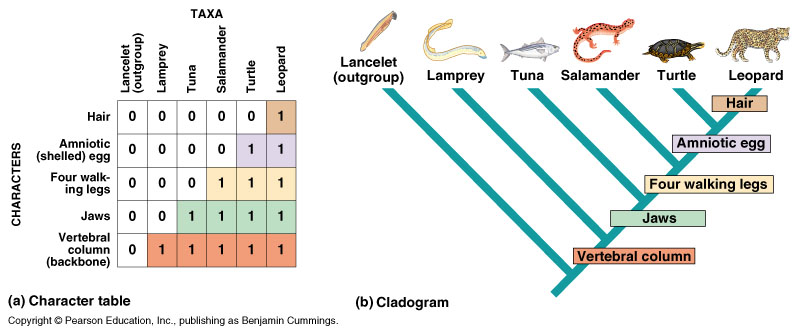 TAXA
Lancelet
(outgroup)
Lamprey
Tuna
Salamander
Turtle
Leopard
CHARACTERS
Hair
0 0 0 0 0 1
Amniotic
(shelled) egg
0 0 0 0 1 1
Four walk-
ing legs
0 0 0 1 1 1
Jaws
0 0 1 1 1 1
Vertebral
column
(backbone)
0 1 1 1 1 1
(a) Character table
Lancelet
(outgroup)
Lamprey
Tuna
Salamander
Turtle
Leopard
Hair
Amniotic egg
Four walking legs
Jaws
Vertebral column
(b) Cladogram
Copyright © Pearson Education, Inc., publishing as Benjamin Cummings.